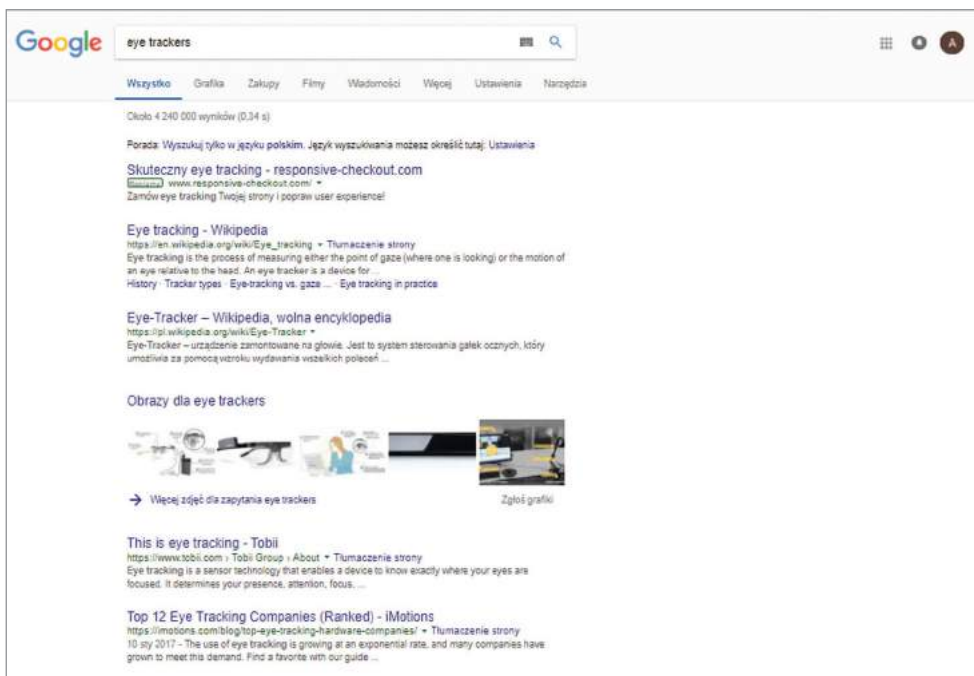 Google
eye trackers
Wszystko Grafika Zakupy Filmy Wiadomości Więcej Ustawienia Narzędzia
A
Około 4 240 000 wyników (0,34 s)
Porada: Wyszukuj tylko w języku polskim. Język wyszukiwania możesz określić tutaj: Ustawienia
Skuteczny eye tracking - responsive-checkout.com
www.responsive-checkout.com/
Zamów eye tracking Twojej strony i popraw user experience!
Eye tracking - Wikipedia
https://en.wikipedia.org/wiki/Eye_tracking Tłumaczenie strony
Eye tracking is the process of measuring either the point of gaze (where one is looking) or the motion of
an eye relative to the head. An eye tracker is a device for ...
History · Tracker types · Eye-tracking vs. gaze ... · Eye tracking in practice
Eye-Tracker – Wikipedia, wolna encyklopedia
https://pl.wikipedia.org/wiki/Eye-Tracker
Eye-Tracker – urządzenie zamontowane na głowie. Jest to system sterowania gałek ocznych, który
umożliwia za pomocą wzroku wydawania wszelkich poleceń ...
Obrazy dla eye trackers
Więcej zdjęć dla zapytania eye trackers
Zgłoś grafiki
This is eye tracking - Tobii
https://www.tobii.com › Tobii Group › About Tłumaczenie strony
Eye tracking is a sensor technology that enables a device to know exactly where your eyes are
focused. It determines your presence, attention, focus, ...
Top 12 Eye Tracking Companies (Ranked) - iMotions
https://imotions.com/blog/top-eye-tracking-hardware-companies/ Tłumaczenie strony
10 sty 2017 - The use of eye tracking is growing at an exponential rate, and many companies have
grown to meet this demand. Find a favorite with our guide ...